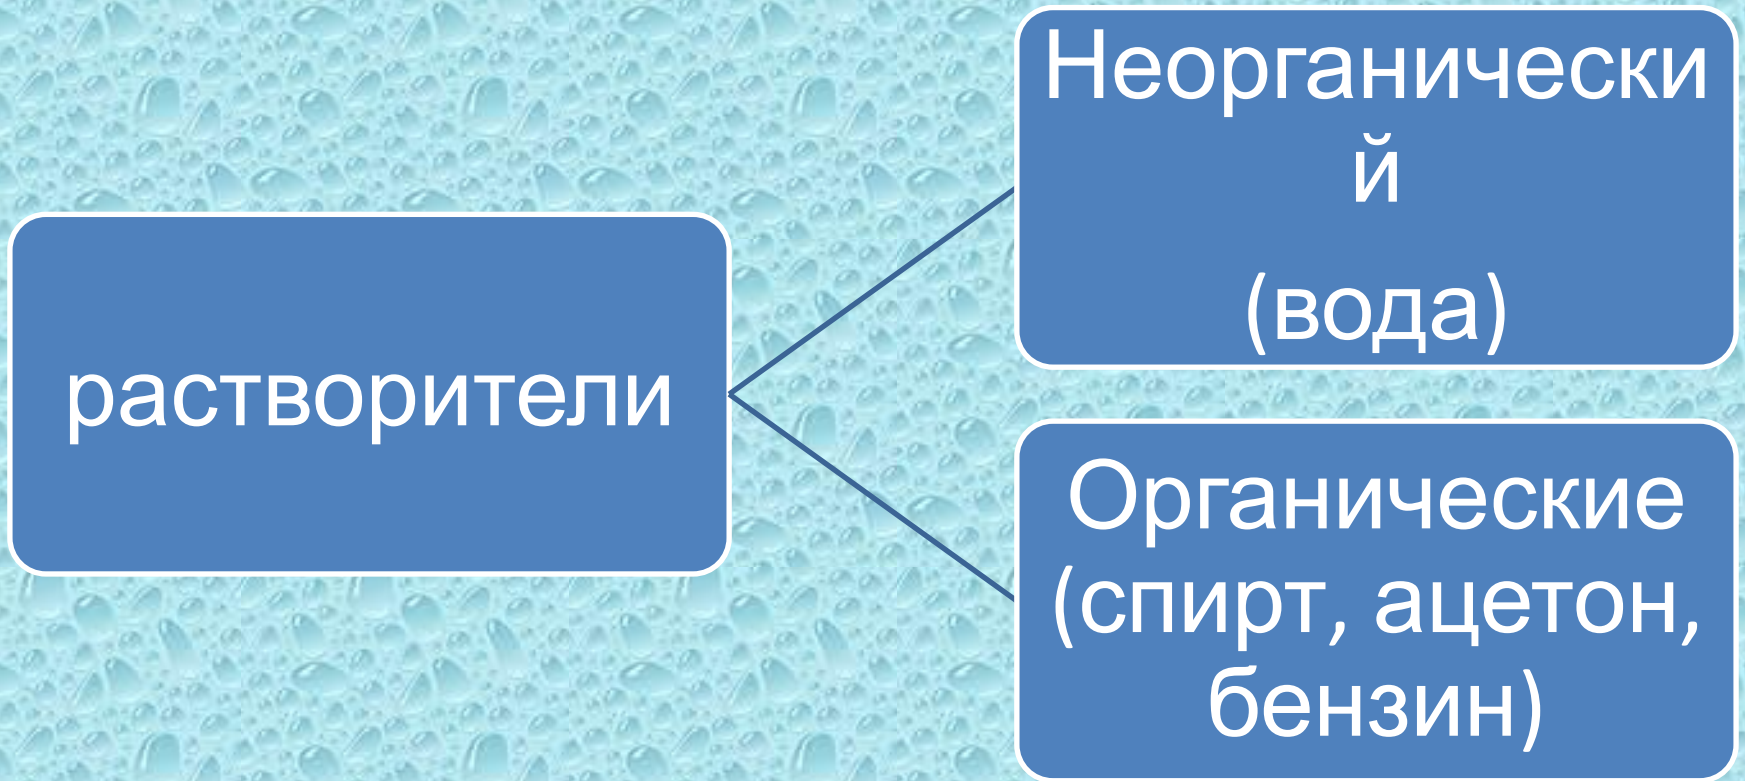 растворители
Неорганически
й
(вода)
Органические
(спирт, ацетон,
бензин)